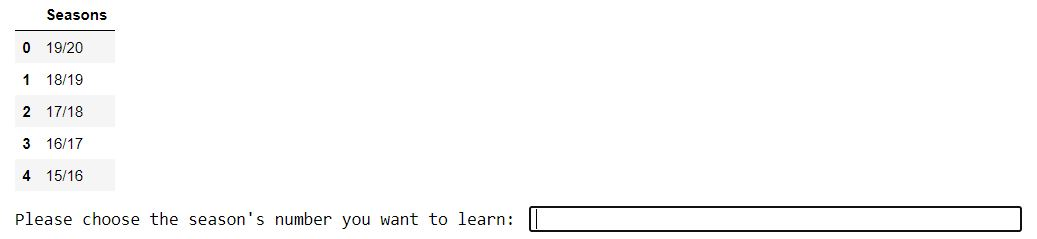 Seasons
0 19/20
1 18/19
2 17/18
3 16/17
4 15/16
Please choose the season's number you want to learn: